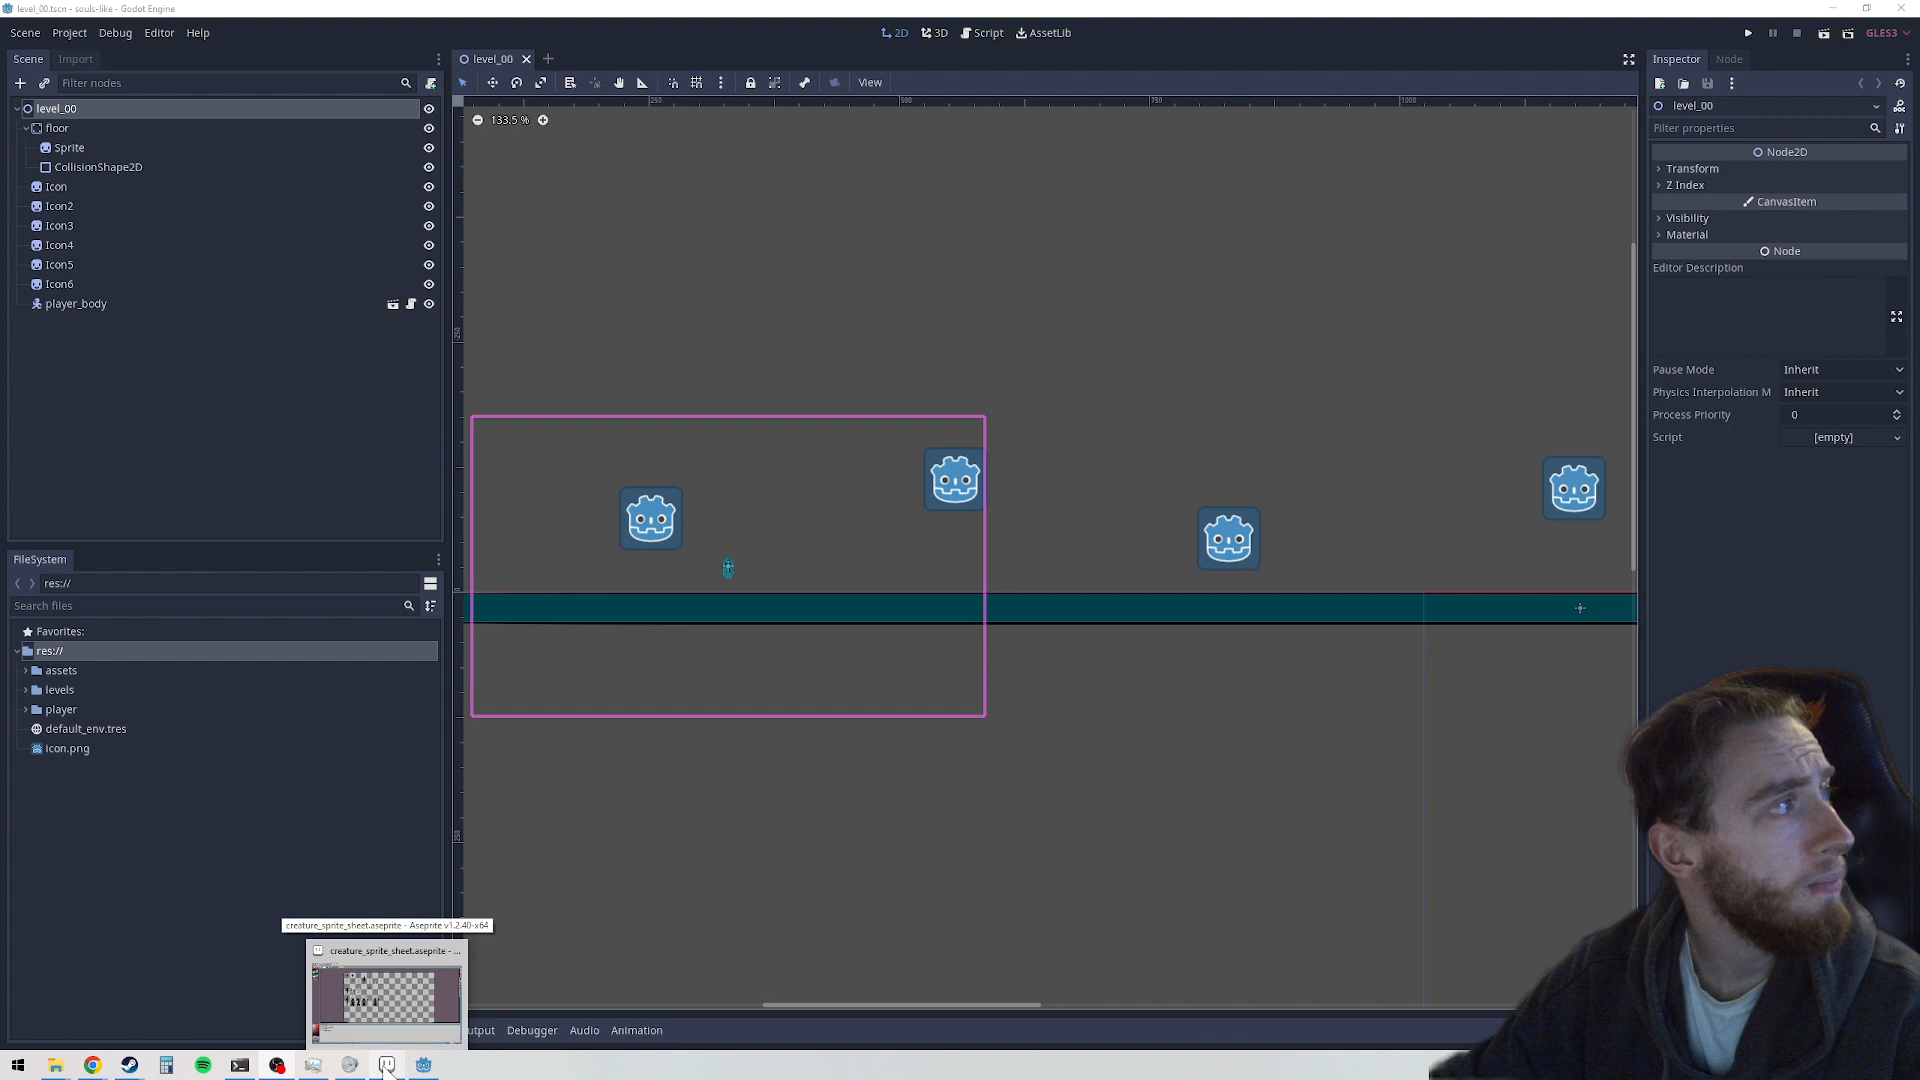 level_00.tscn - souls-like - Godot Engine
Scene Project Debug Editor Help
2D 3D Script AssetLib
GLES3
Scene Import
level_00
Inspector Node
Filter nodes
View
level_00
floor
Sprite
CollisionShape2D
Icon
Icon2
Icon3
Icon4
Icon5
Icon6
player_body
250 500 750 1000
133.5 %
250
0
250
level_00
Filter properties
Node2D
Transform
Z Index
CanvasItem
Visibility
Material
Node
Editor Description
Pause Mode Inherit
Physics Interpolation M Inherit
Process Priority 0
Script [empty]
FileSystem
res://
Search files
Favorites:
res://
assets
levels
player
default_env.tres
icon.png
creature_sprite_sheet.aseprite - Aseprite v1.2.40-x64
creature_sprite_sheet.aseprite - ...
utput Debugger Audio Animation